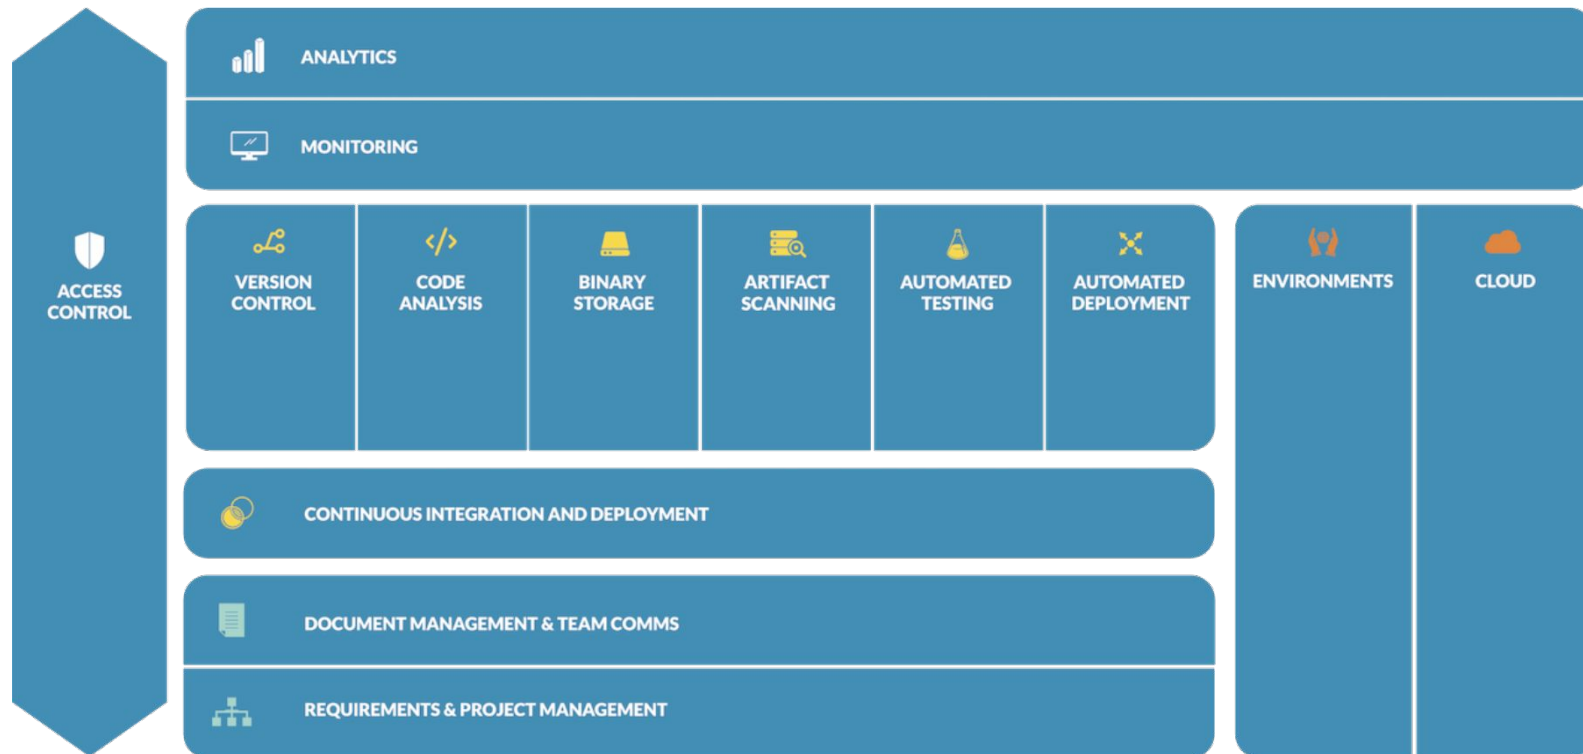 ANALYTICS
MONITORING
ACCESS
CONTROL
VERSION
CONTROL
CODE
ANALYSIS
BINARY
STORAGE
ARTIFACT
SCANNING
AUTOMATED
TESTING
AUTOMATED
DEPLOYMENT
ENVIRONMENTS
CLOUD
CONTINUOUS INTEGRATION AND DEPLOYMENT
DOCUMENT MANAGEMENT & TEAM COMMS
REQUIREMENTS & PROJECT MANAGEMENT